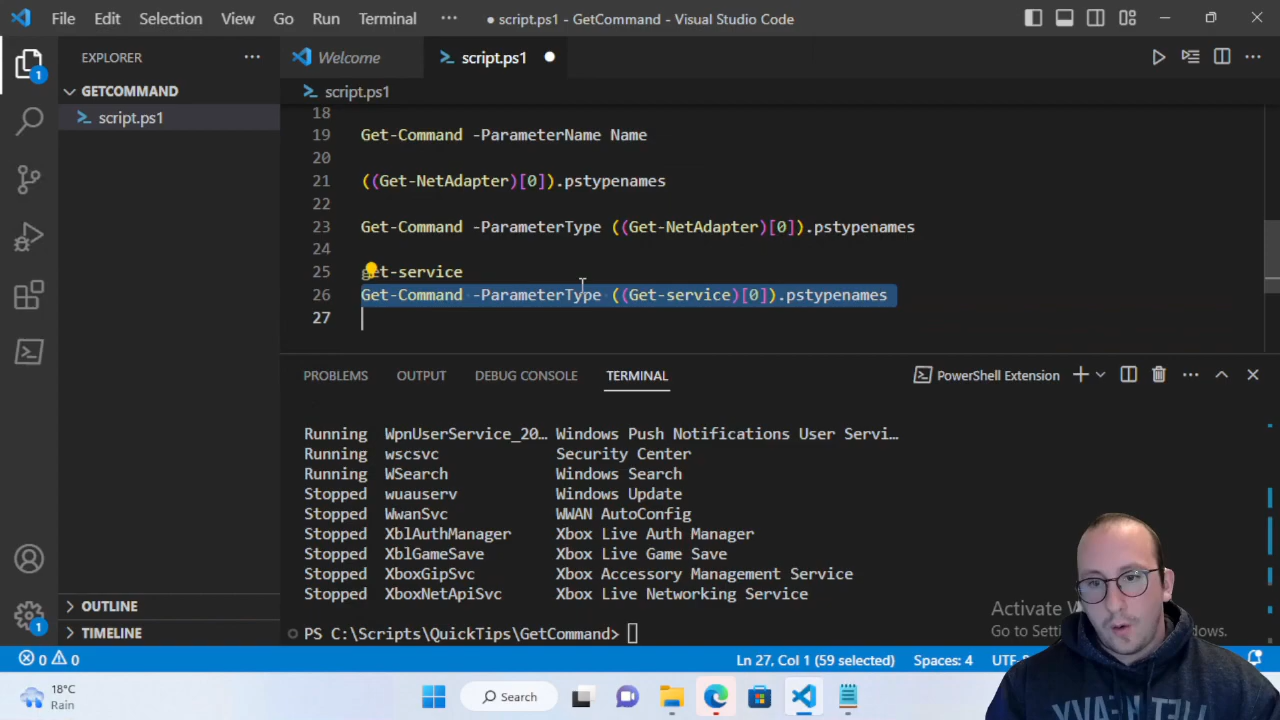 File Edit Selection View Go Run Terminal ··· ● script.ps1 - GetCommand - Visual Studio Code
EXPLORER ···
Welcome
script.ps1
GETCOMMAND
script.ps1
script.ps1
18
19 Get-Command -ParameterName Name
20
21 ((Get-NetAdapter)[0]).pstypenames
22
23 Get-Command -ParameterType ((Get-NetAdapter)[0]).pstypenames
24
25 get-service
26 Get-Command -ParameterType ((Get-service)[0]).pstypenames
27
PROBLEMS OUTPUT DEBUG CONSOLE TERMINAL
PowerShell Extension
Running WpnUserService_20… Windows Push Notifications User Servi…
Running wscsvc Security Center
Running WSearch Windows Search
Stopped wuauserv Windows Update
Stopped WwanSvc WWAN AutoConfig
Stopped XblAuthManager Xbox Live Auth Manager
Stopped XblGameSave Xbox Live Game Save
Stopped XboxGipSvc Xbox Accessory Management Service
Stopped XboxNetApiSvc Xbox Live Networking Service
PS C:\Scripts\QuickTips\GetCommand>
OUTLINE
TIMELINE
1
1
Activate
Go to
0 0
Ln 27, Col 1 (59 selected) Spaces: 4
18°C
Rain
Search